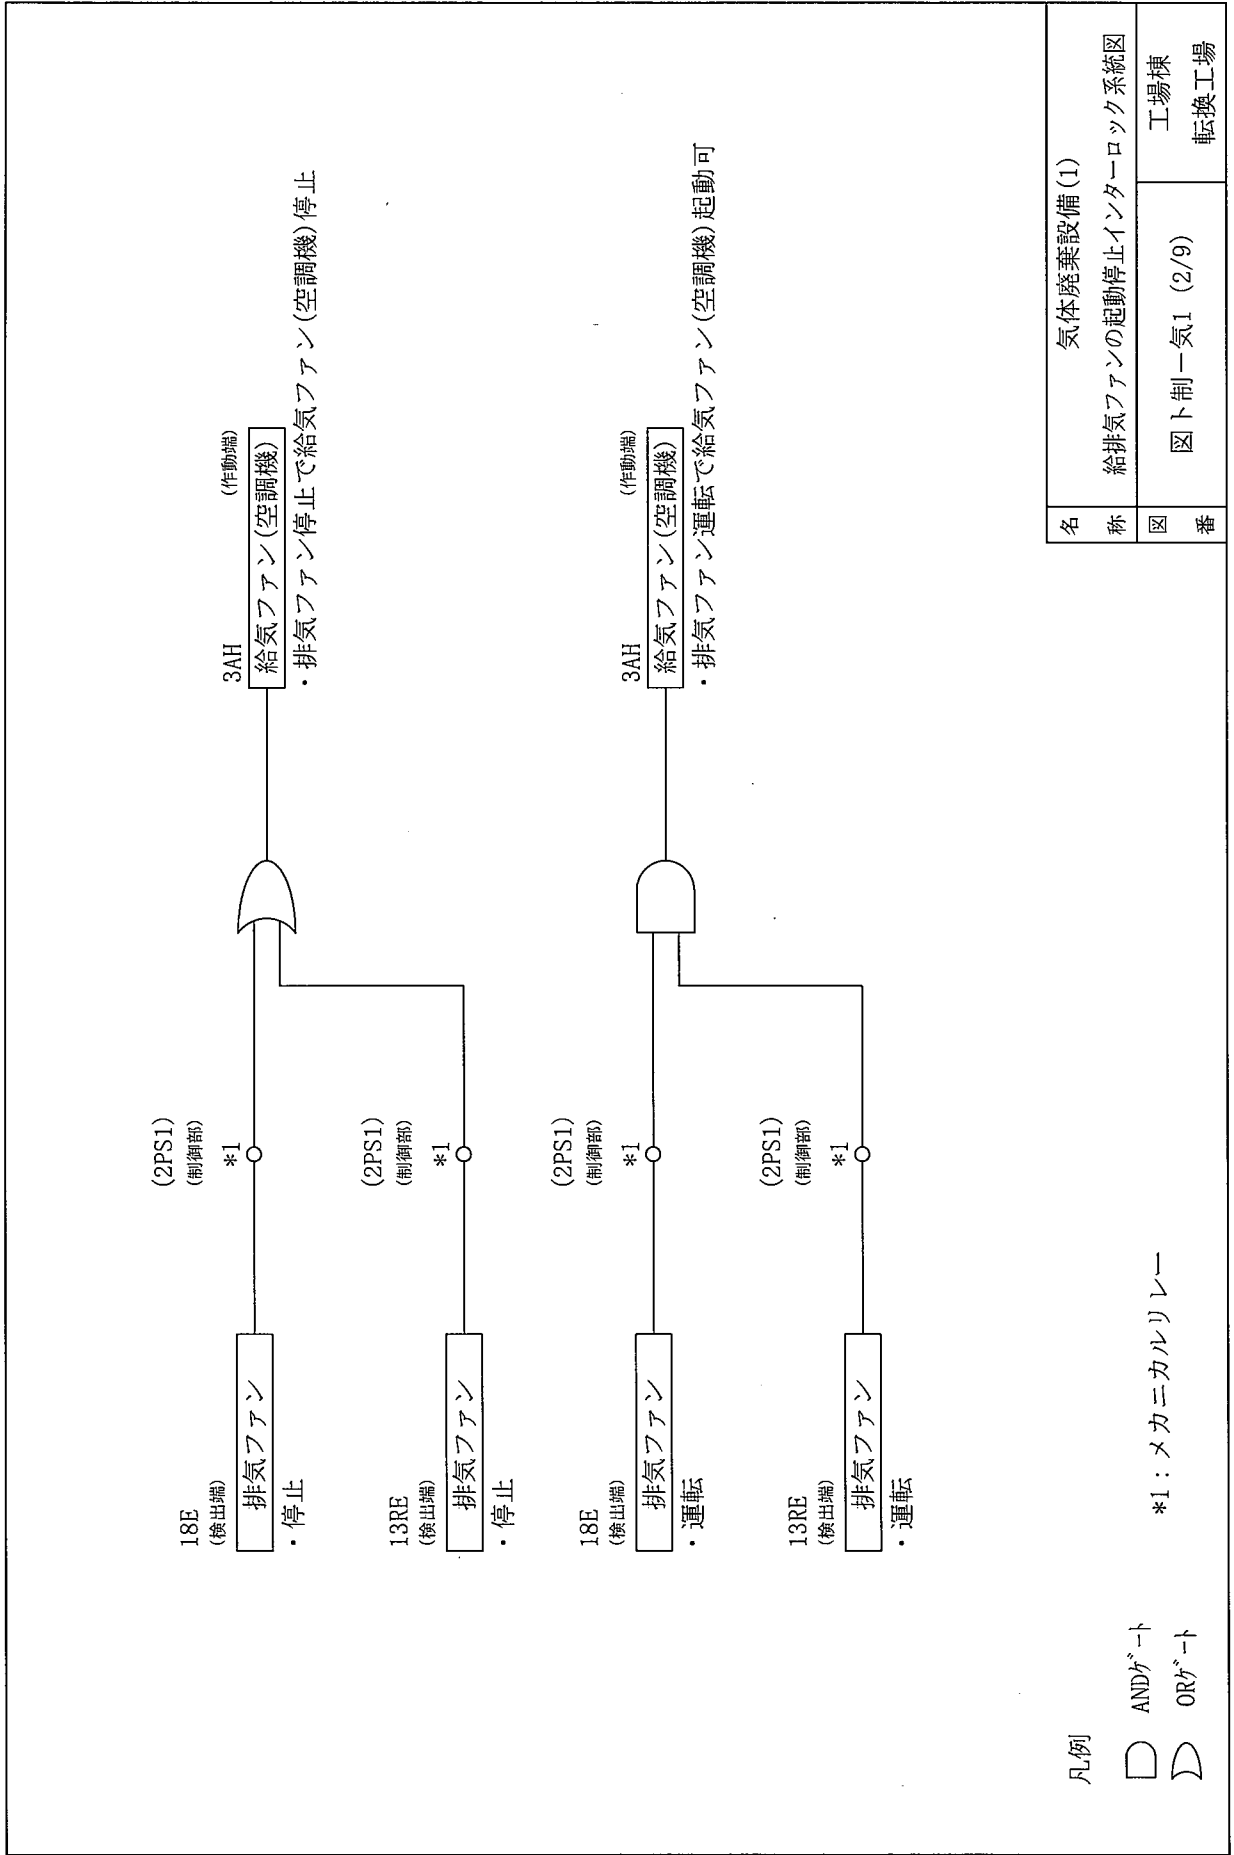 18E
(検出端)
排気ファン
・停止
(2PS1)
(制御部)
*1
3AH
(作動端)
給気ファン(空調機)
・排気ファン停止で給気ファン(空調機)停止
13RE
(検出端)
排気ファン
・停止
(2PS1)
(制御部)
*1
18E
(検出端)
排気ファン
・運転
(2PS1)
(制御部)
*1
3AH
(作動端)
給気ファン(空調機)
・排気ファン運転で給気ファン(空調機)起動可
13RE
(検出端)
排気ファン
・運転
(2PS1)
(制御部)
*1
凡例
ANDゲート
ORゲート
*1:メカニカルリレー
名称
気体廃棄設備(1)
給排気ファンの起動停止インターロック系統図
図番
図ト制ー気1 (2/9)
工場棟
転換工場